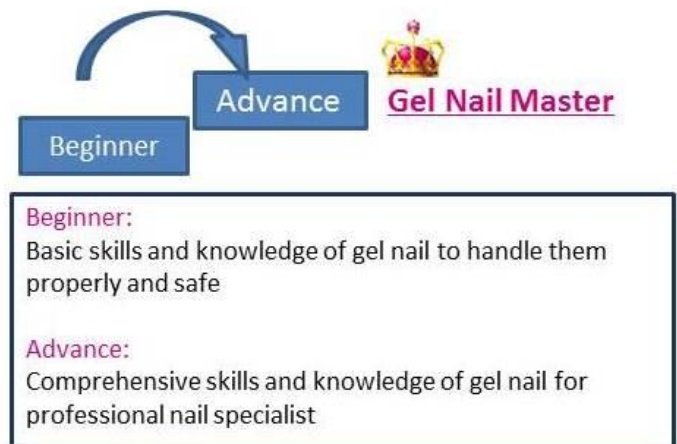 Advance
Gel Nail Master
Beginner
Beginner:
Basic skills and knowledge of gel nail to handle them
properly and safe
Advance:
Comprehensive skills and knowledge of gel nail for
professional nail specialist